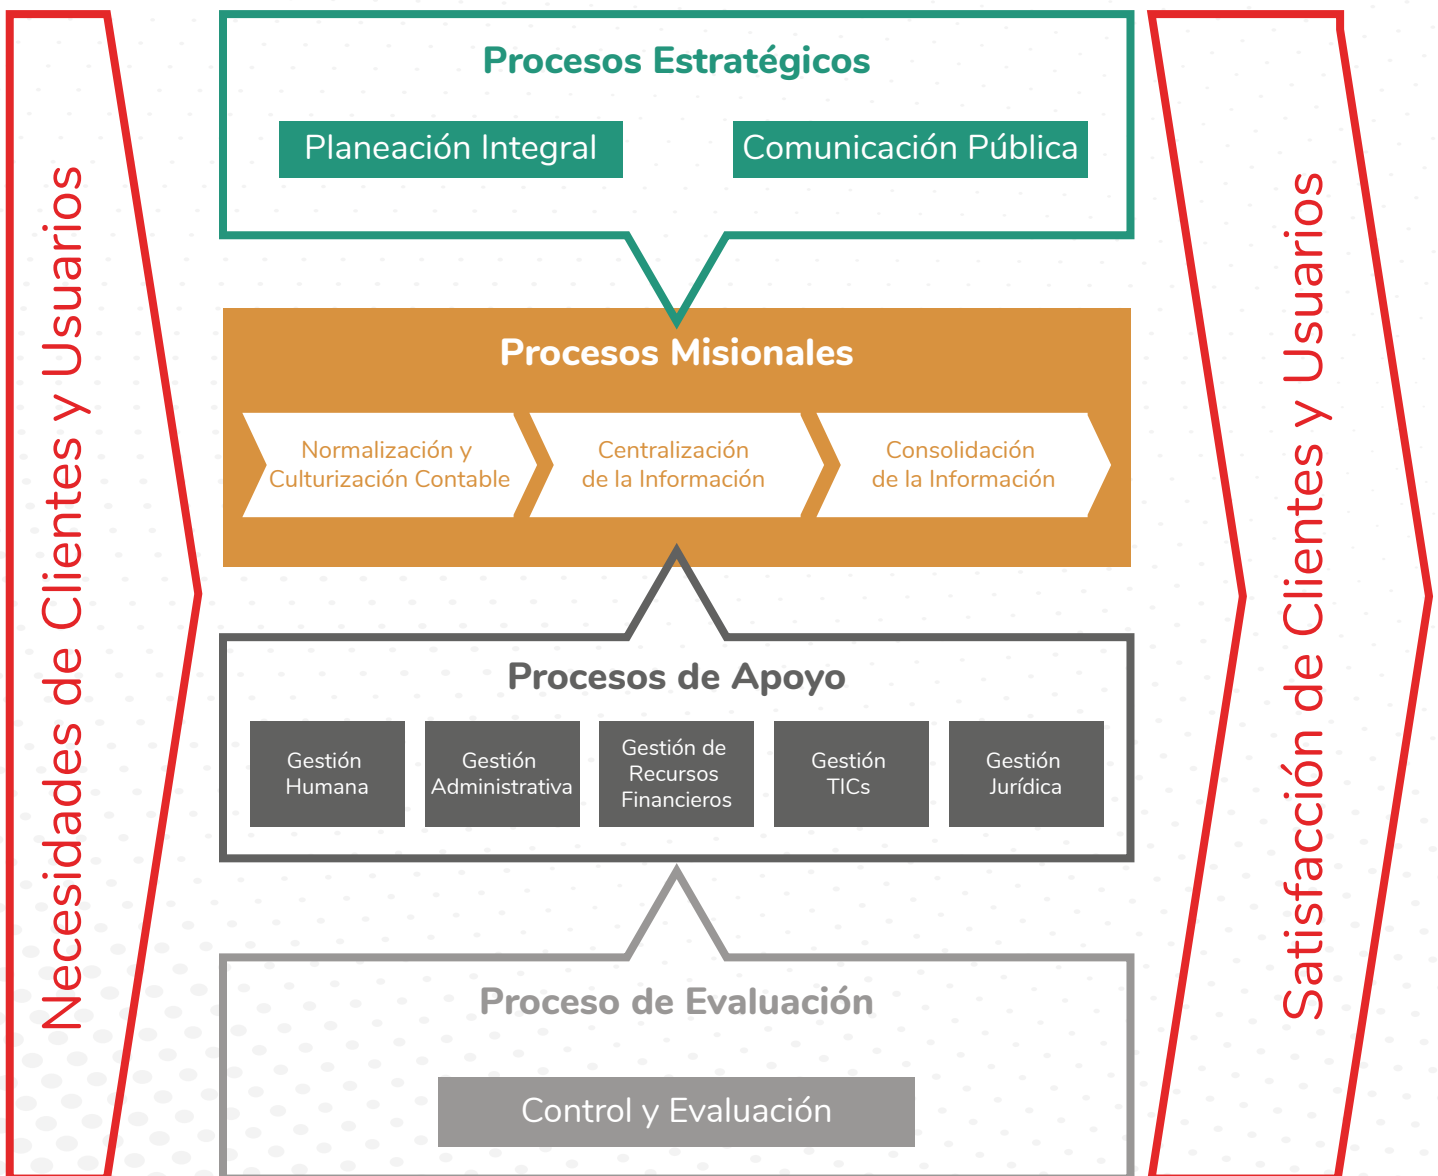 Necesidades de Clientes y Usuarios
Procesos Estratégicos
Planeación Integral
Comunicación Pública
Procesos Misionales
Normalización y
Culturización Contable
Centralización
de la Información
Consolidación
de la Información
Procesos de Apoyo
Gestión
Humana
Gestión
Administrativa
Gestión de
Recursos
Financieros
Gestión
TICs
Gestión
Jurídica
Proceso de Evaluación
Control y Evaluación
Satisfacción de Clientes y Usuarios